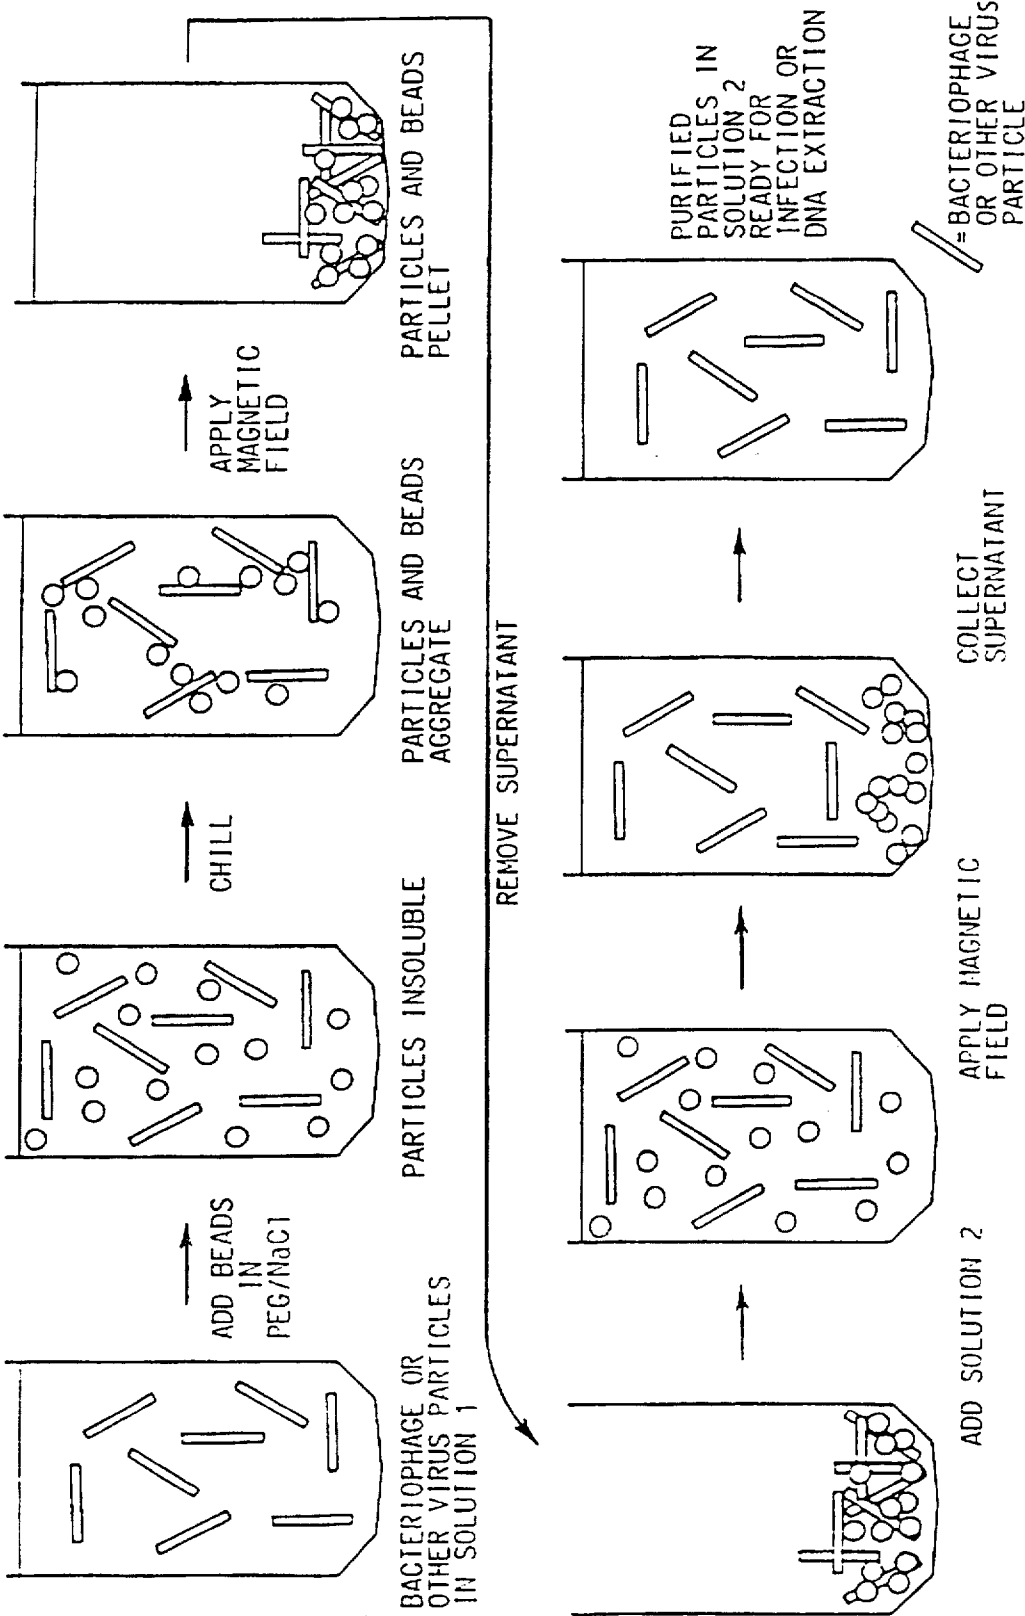 BACTERIOPHAGE OR
OTHER VIRUS PARTICLES
IN SOLUTION 1
ADD BEADS
IN
PEG/NaCl
PARTICLES INSOLUBLE
CHILL
PARTICLES AND BEADS
AGGREGATE
APPLY
MAGNETIC
FIELD
PARTICLES AND BEADS
PELLET
REMOVE SUPERNATANT
ADD SOLUTION 2
APPLY MAGNETIC
FIELD
COLLECT
SUPERNATANT
PURIFIED
PARTICLES IN
SOLUTION 2
READY FOR
INFECTION OR
DNA EXTRACTION
=BACTERIOPHAGE
OR OTHER VIRUS
PARTICLE